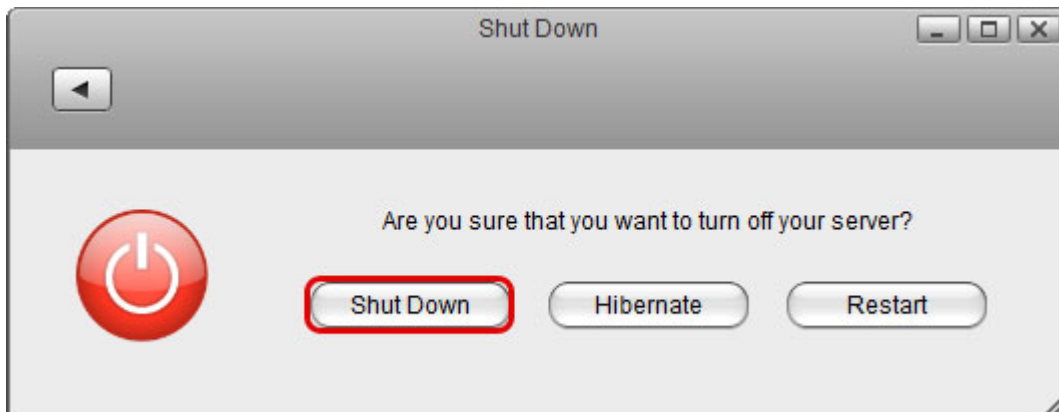 Shut Down
Are you sure that you want to turn off your server?
Shut Down Hibernate Restart